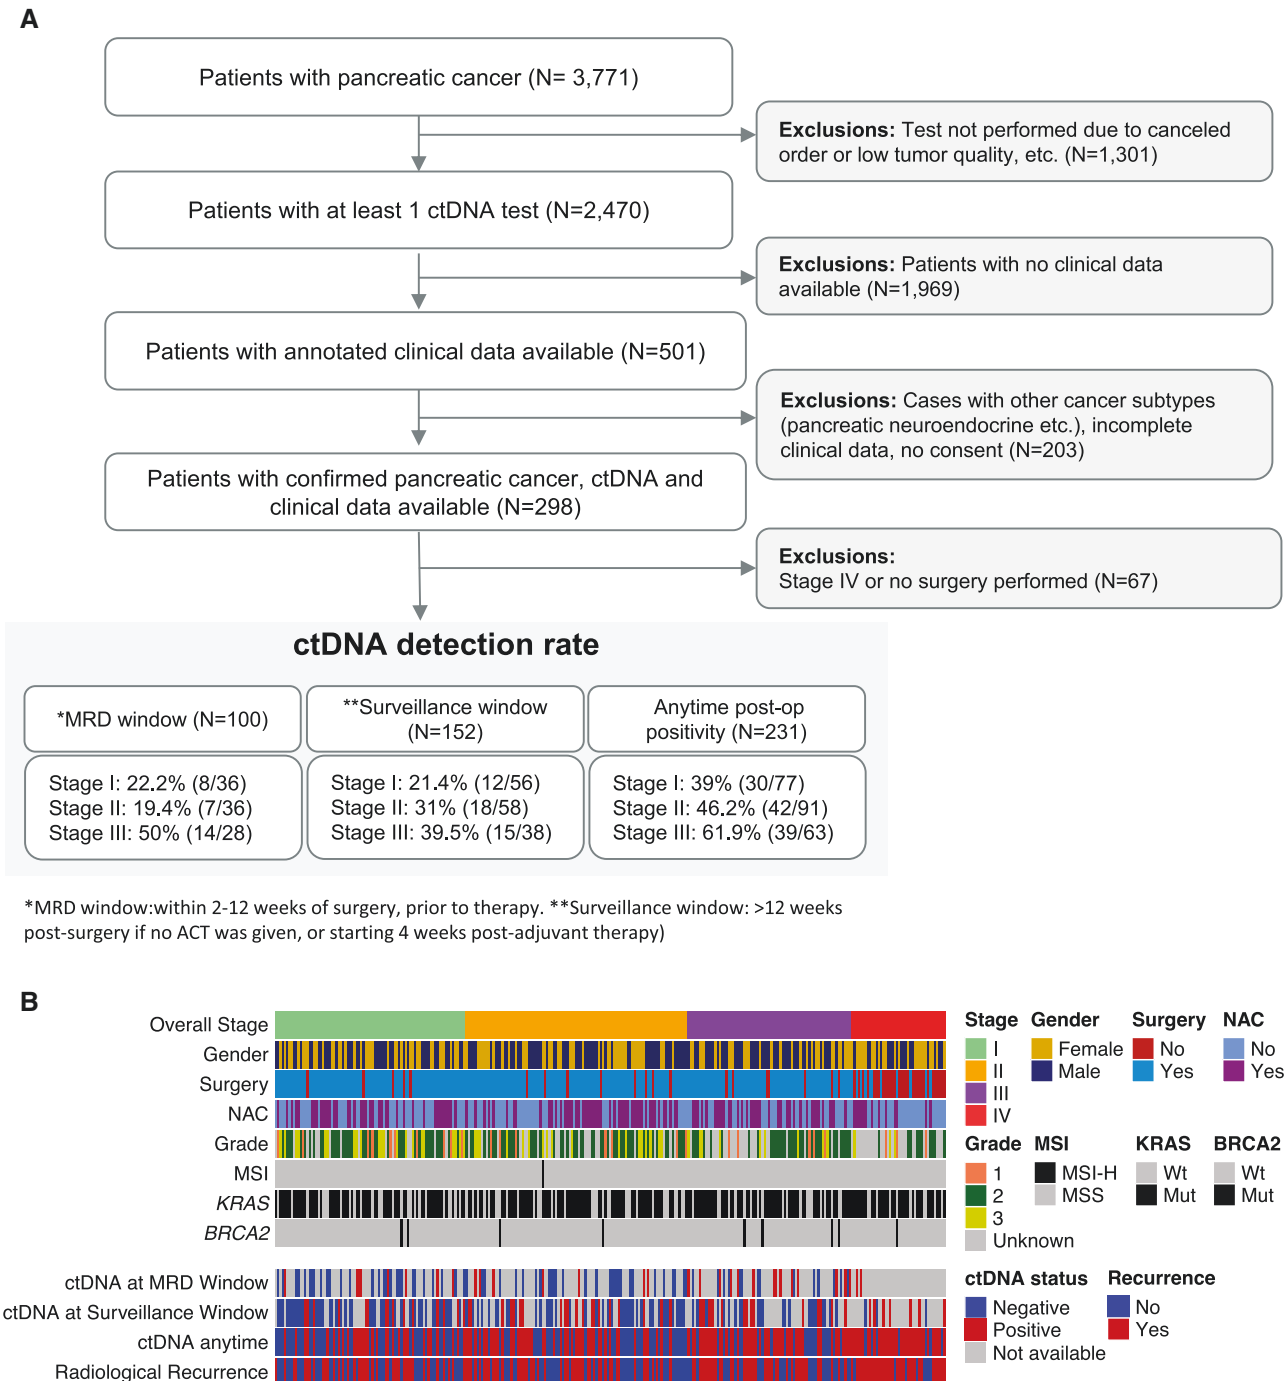 A
Patients with pancreatic cancer (N= 3,771)
Exclusions: Test not performed due to canceled
order or low tumor quality, etc. (N=1,301)
Patients with at least 1 ctDNA test (N=2,470)
Exclusions: Patients with no clinical data
available (N=1,969)
Patients with annotated clinical data available (N=501)
Exclusions: Cases with other cancer subtypes
(pancreatic neuroendocrine etc.), incomplete
clinical data, no consent (N=203)
Patients with confirmed pancreatic cancer, ctDNA and
clinical data available (N=298)
Exclusions:
Stage IV or no surgery performed (N=67)
ctDNA detection rate
*MRD window (N=100)
Stage I: 22.2% (8/36)
Stage II: 19.4% (7/36)
Stage III: 50% (14/28)
**Surveillance window
(N=152)
Stage I: 21.4% (12/56)
Stage II: 31% (18/58)
Stage III: 39.5% (15/38)
Anytime post-op
positivity (N=231)
Stage I: 39% (30/77)
Stage II: 46.2% (42/91)
Stage III: 61.9% (39/63)
*MRD window:within 2-12 weeks of surgery, prior to therapy. **Surveillance window: >12 weeks
post-surgery if no ACT was given, or starting 4 weeks post-adjuvant therapy)
B
Overall Stage
Gender
Surgery
NAC
Grade
MSI
KRAS
BRCA2
ctDNA at MRD Window
ctDNA at Surveillance Window
ctDNA anytime
Radiological Recurrence
Stage
I
II
III
IV
Gender
Female
Male
Surgery
No
Yes
NAC
No
Yes
Grade
1
2
3
Unknown
MSI
MSI-H
MSS
KRAS
Wt
Mut
BRCA2
Wt
Mut
ctDNA status
Negative
Positive
Not available
Recurrence
No
Yes